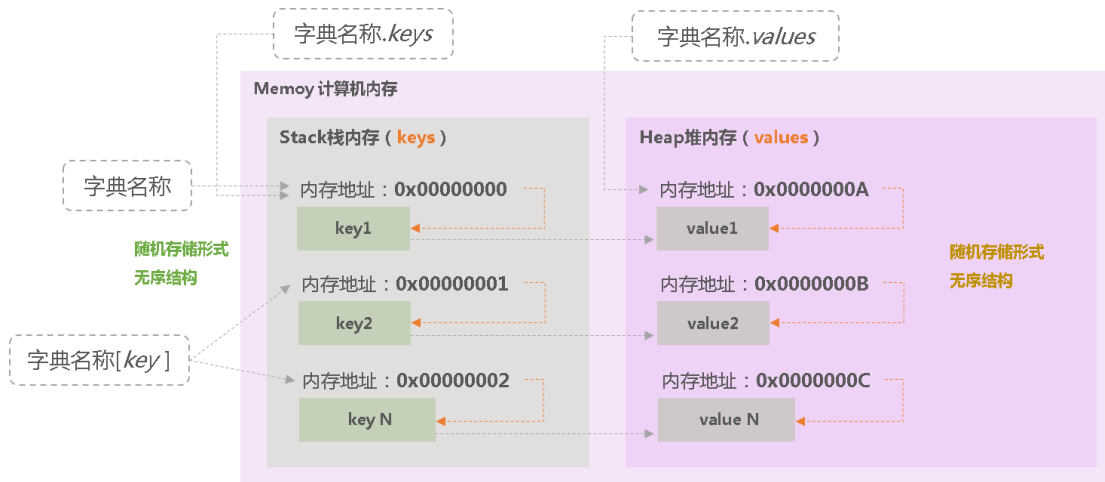 字典名称.keys
字典名称.values
Memoy 计算机内存
Stack栈内存（keys）
Heap堆内存（values）
字典名称
内存地址：0x00000000
内存地址：0x0000000A
key1
value1
随机存储形式
无序结构
随机存储形式
无序结构
内存地址：0x00000001
内存地址：0x0000000B
key2
value2
字典名称[key ]
内存地址：0x00000002
内存地址：0x0000000C
key N
value N